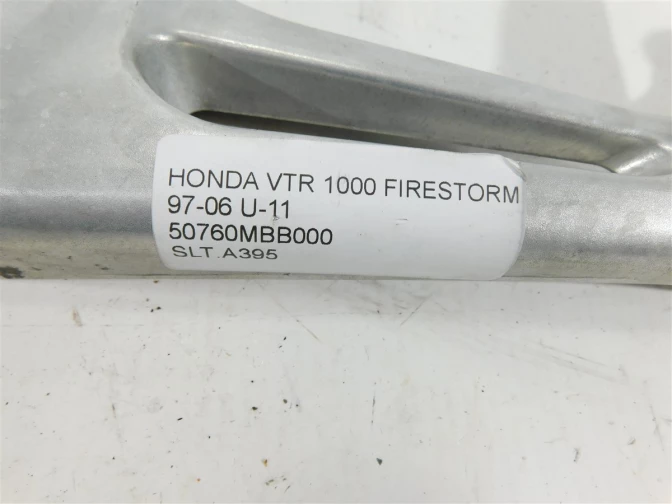 HONDA VTR 1000 FIRESTORM
97-06 U-11
50760MBB000
SLT.A395